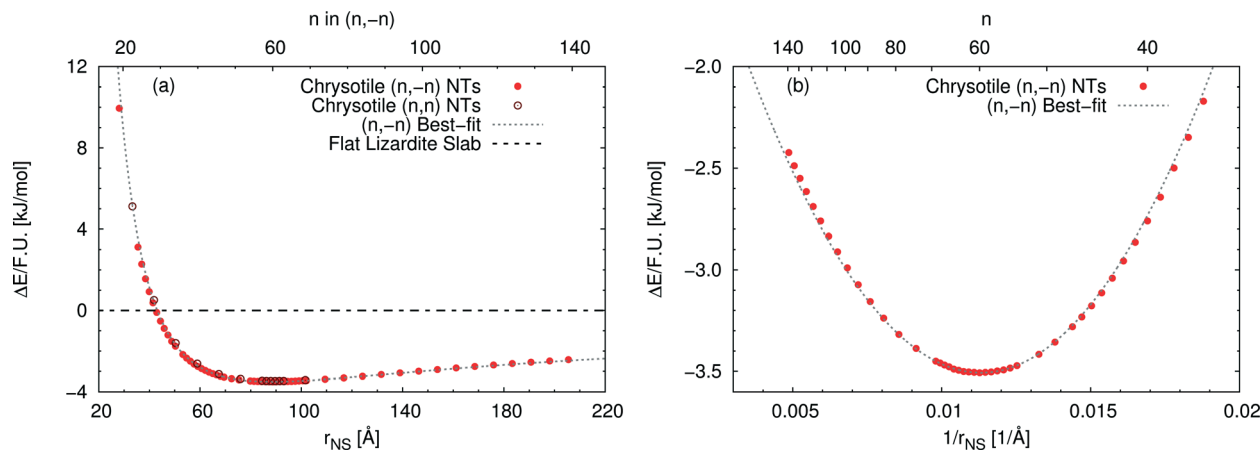 n in (n,−n)
20 60 100 140
12
8
4
0
−4
ΔE/F.U. [kJ/mol]
(a)
Chrysotile (n,−n) NTs
Chrysotile (n,n) NTs
(n,−n) Best−fit
Flat Lizardite Slab
20 60 100 140 180 220
rNS [Å]
n
140 100 80 60 40
−2.0
−2.5
−3.0
−3.5
ΔE/F.U. [kJ/mol]
(b)
Chrysotile (n,−n) NTs
(n,−n) Best−fit
0.005 0.01 0.015 0.02
1/rNS [1/Å]